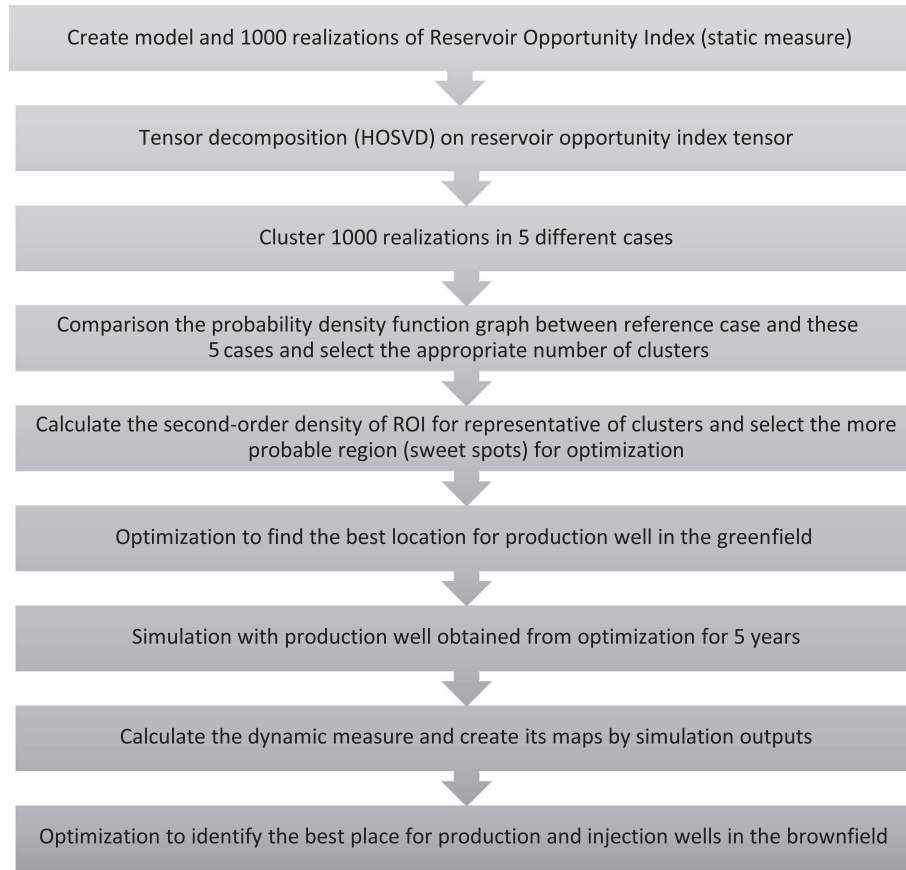 Create model and 1000 realizations of Reservoir Opportunity Index (static measure)
Tensor decomposition (HOSVD) on reservoir opportunity index tensor
Cluster 1000 realizations in 5 different cases
Comparison the probability density function graph between reference case and these
5 cases and select the appropriate number of clusters
Calculate the second-order density of ROI for representative of clusters and select the more
probable region (sweet spots) for optimization
Optimization to find the best location for production well in the greenfield
Simulation with production well obtained from optimization for 5 years
Calculate the dynamic measure and create its maps by simulation outputs
Optimization to identify the best place for production and injection wells in the brownfield